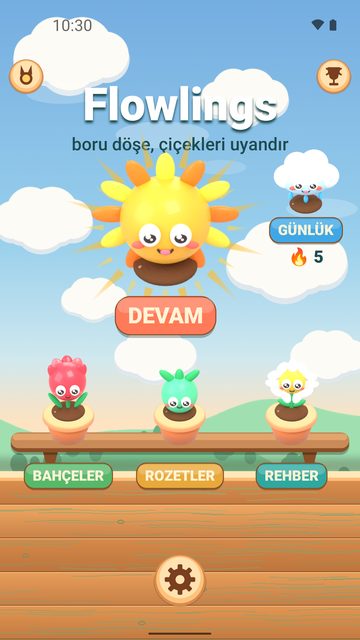 10:30
Flowlings
boru döşe, çiçekleri uyandır
GÜNLÜK
🔥 5
DEVAM
BAHÇELER
ROZETLER
REHBER